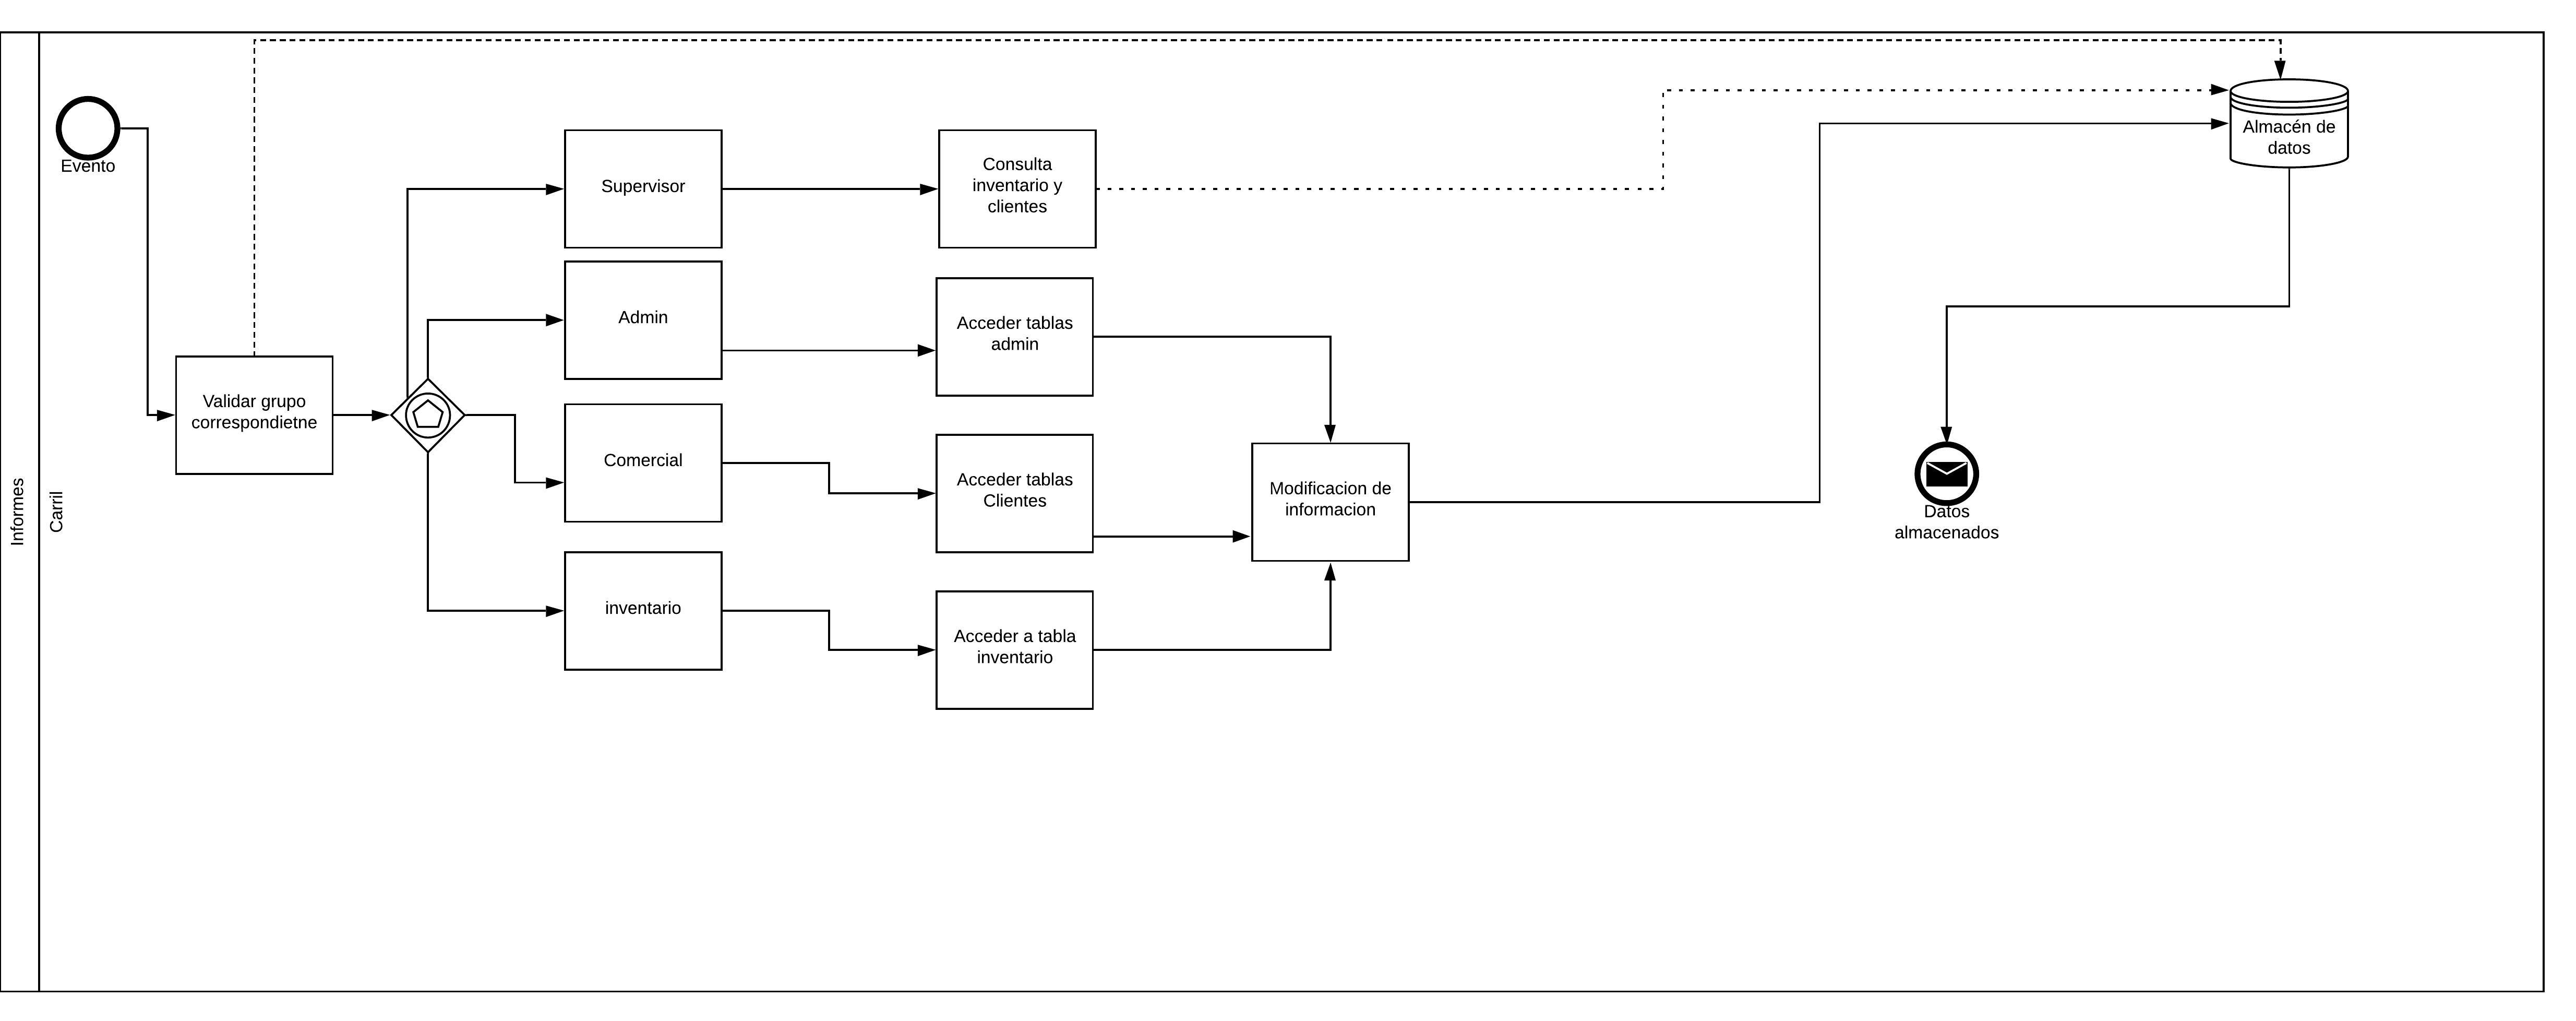 Informes
Carril
Evento
Validar grupo
correspondietne
Supervisor
Consulta
inventario y
clientes
Admin
Acceder tablas
admin
Comercial
Acceder tablas
Clientes
inventario
Acceder a tabla
inventario
Modificacion de
informacion
Almacén de
datos
Datos
almacenados